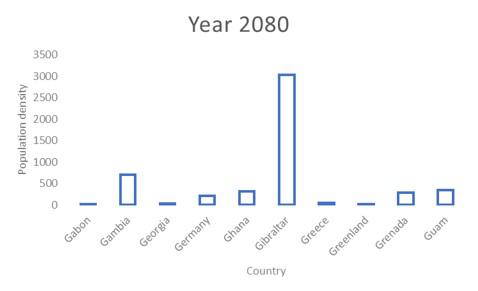 Year 2080
Population density
3500
3000
2500
2000
1500
1000
500
0
Gabon
Gambia
Georgia
Germany
Ghana
Gibraltar
Greece
Greenland
Grenada
Guam
Country